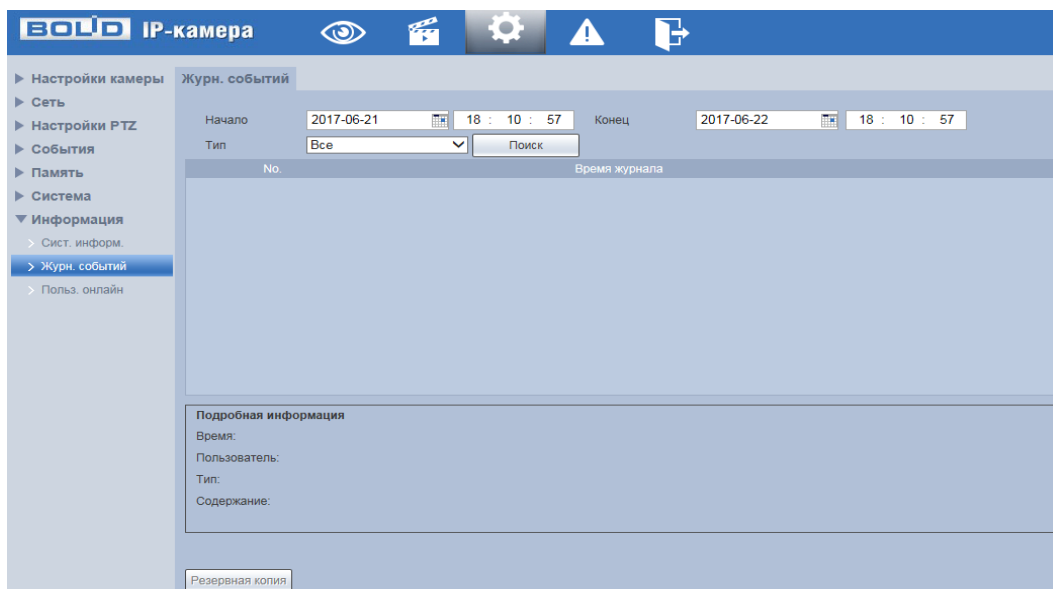 BOLID IP-камера
Настройки камеры
Сеть
Настройки PTZ
События
Память
Система
Информация
Сист. информ.
Журн. событий
Польз. онлайн
Журн. событий
Начало 2017-06-21 18 : 10 : 57 Конец 2017-06-22 18 : 10 : 57
Тип Все Поиск
No. Время журнала
Подробная информация
Время:
Пользователь:
Тип:
Содержание:
Резервная копия